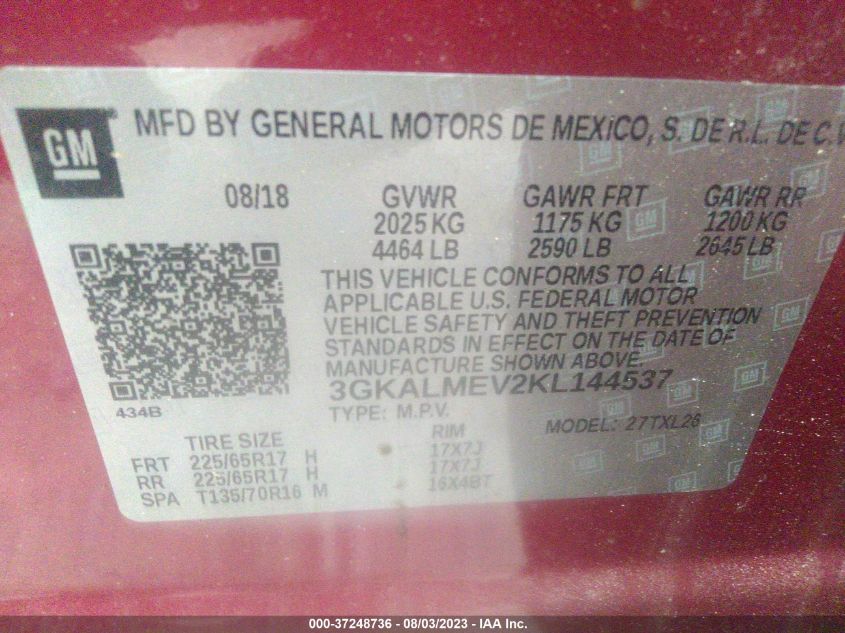 GM® MFD BY GENERAL MOTORS DE MEXICO, S. DE R.L. DE C.V
08/18 GVWR GAWR FRT GAWR RR
2025 KG 1175 KG 1200 KG
4464 LB 2590 LB 2645 LB
THIS VEHICLE CONFORMS TO ALL
APPLICABLE U.S. FEDERAL MOTOR
VEHICLE SAFETY AND THEFT PREVENTION
STANDARDS IN EFFECT ON THE DATE OF
MANUFACTURE SHOWN ABOVE.
3GKALMEV2KL144537
434B TYPE: M.P.V. MODEL: 27TXL26
TIRE SIZE RIM
FRT 225/65R17 H 17X7J
RR 225/65R17 H 17X7J
SPA T135/70R16 M 16X4BT
000-37248736 - 08/03/2023 - IAA Inc.